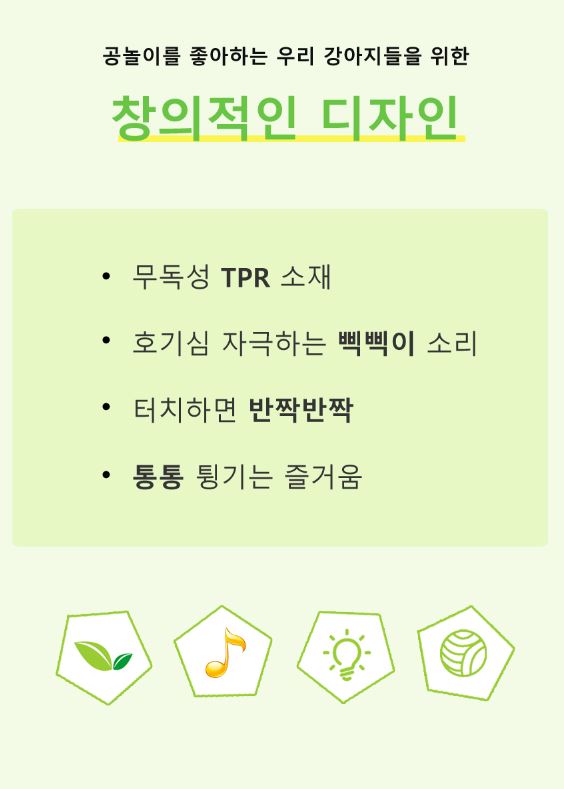 공놀이를 좋아하는 우리 강아지들을 위한
창의적인 디자인
• 무독성 TPR 소재
• 호기심 자극하는 삑삑이 소리
• 터치하면 반짝반짝
• 통통 튕기는 즐거움